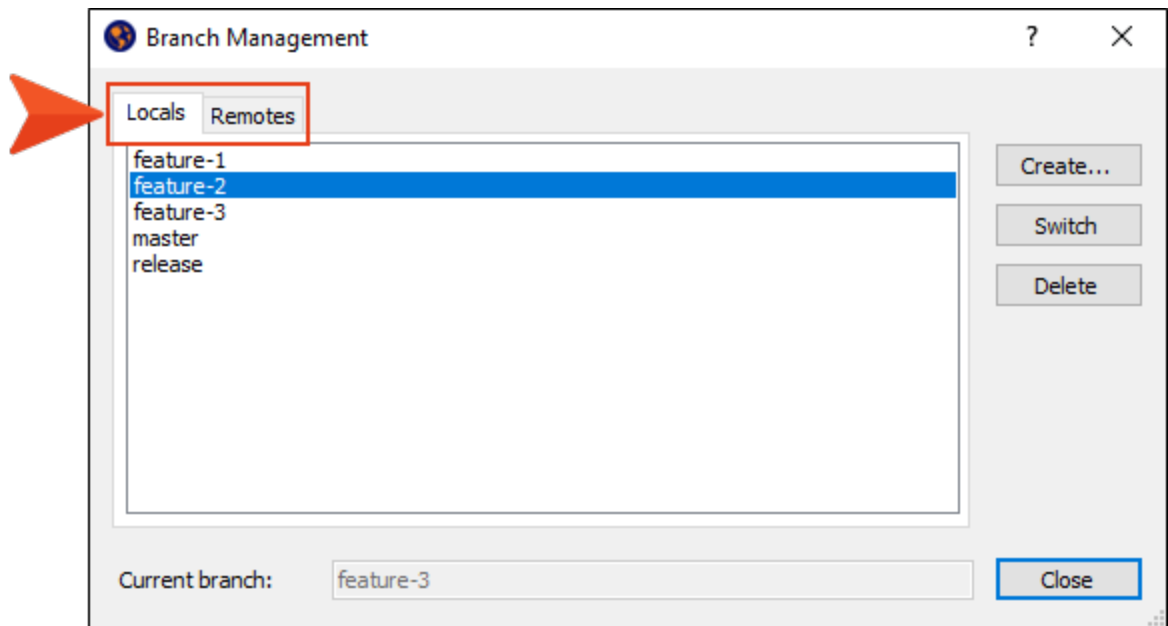 Branch Management
?
Locals Remotes
feature-1
feature-2
feature-3
master
release
Create...
Switch
Delete
Current branch: feature-3
Close